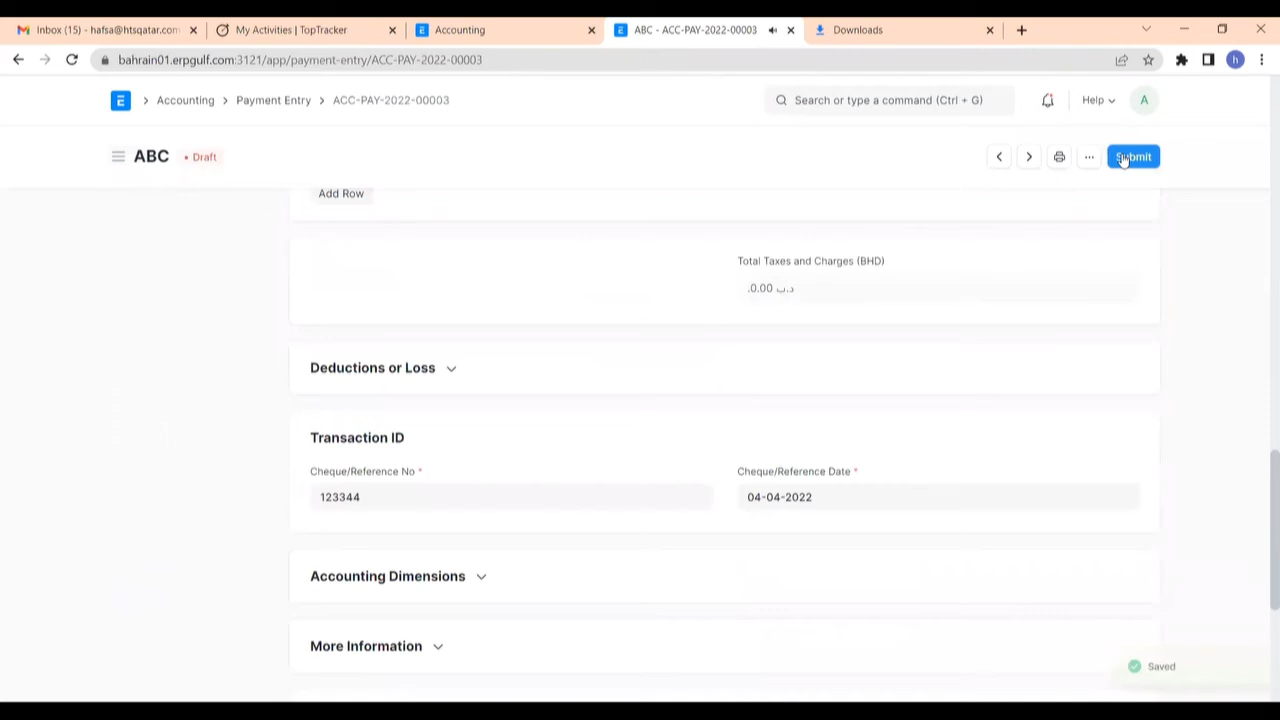 Inbox (15) - hafsa@htsqatar.com
My Activities | TopTracker
Accounting
ABC - ACC-PAY-2022-00003
Downloads
bahrain01.erpgulf.com:3121/app/payment-entry/ACC-PAY-2022-00003
h
E > Accounting > Payment Entry > ACC-PAY-2022-00003
Search or type a command (Ctrl + G)
Help
A
ABC
Draft
Submit
Add Row
Total Taxes and Charges (BHD)
.0.00 د.ب
Deductions or Loss
Transaction ID
Cheque/Reference No *
Cheque/Reference Date *
123344
04-04-2022
Accounting Dimensions
More Information
Saved